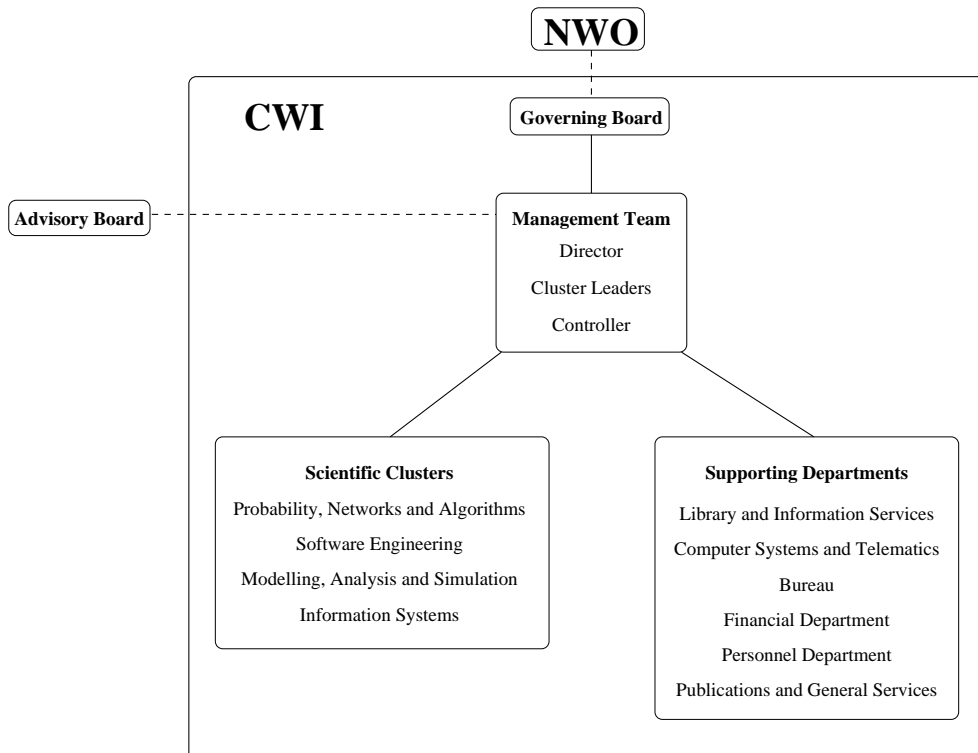 NWO
CWI
Governing Board
Advisory Board
Management Team
Director
Cluster Leaders
Controller
Scientific Clusters
Probability, Networks and Algorithms
Software Engineering
Modelling, Analysis and Simulation
Information Systems
Supporting Departments
Library and Information Services
Computer Systems and Telematics
Bureau
Financial Department
Personnel Department
Publications and General Services